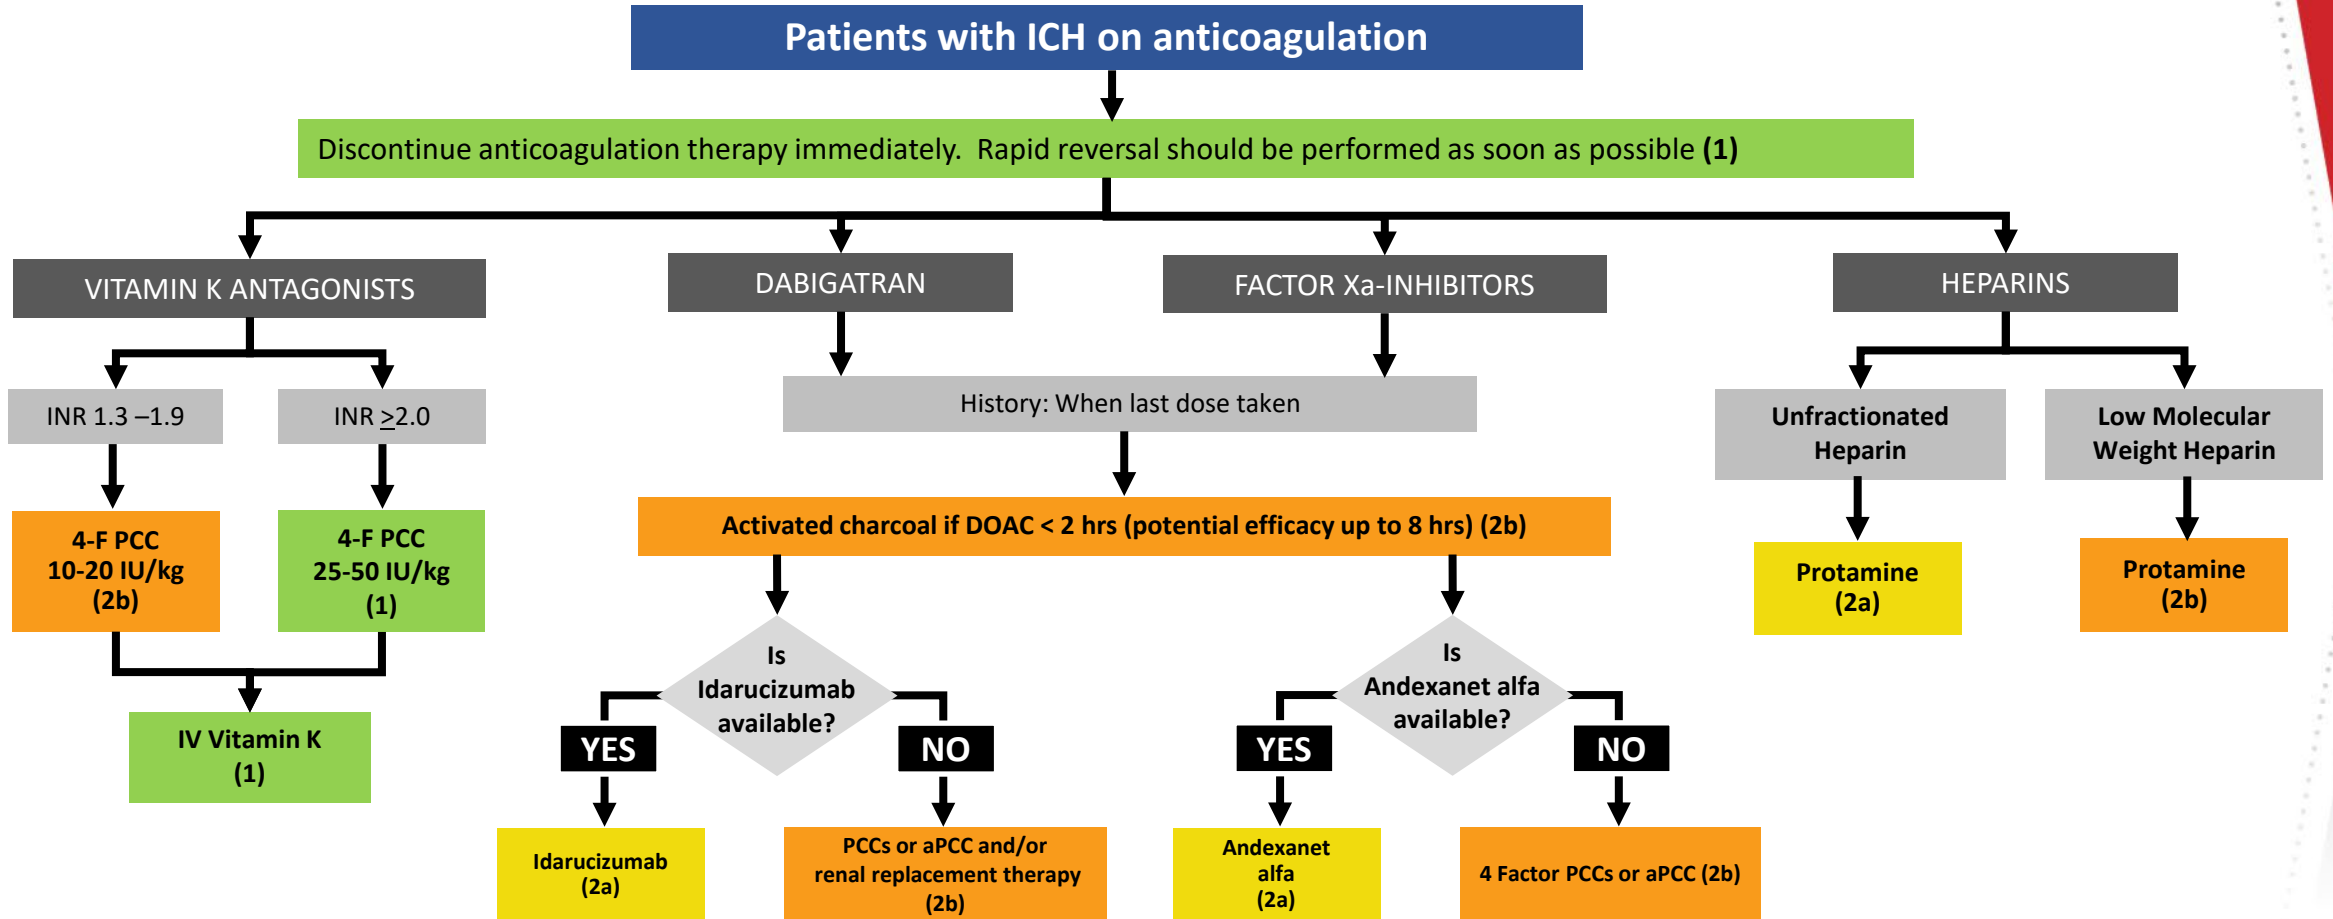 Patients with ICH on anticoagulation
Discontinue anticoagulation therapy immediately. Rapid reversal should be performed as soon as possible (1)
VITAMIN K ANTAGONISTS
DABIGATRAN
FACTOR Xa-INHIBITORS
HEPARINS
INR 1.3 –1.9
INR ≥2.0
History: When last dose taken
Unfractionated
Heparin
Low Molecular
Weight Heparin
4-F PCC
10-20 IU/kg
(2b)
4-F PCC
25-50 IU/kg
(1)
Activated charcoal if DOAC < 2 hrs (potential efficacy up to 8 hrs) (2b)
Protamine
(2a)
Protamine
(2b)
IV Vitamin K
(1)
Is
Idarucizumab
available?
Is
Andexanet alfa
available?
YES
NO
YES
NO
Idarucizumab
(2a)
PCCs or aPCC and/or
renal replacement therapy
(2b)
Andexanet
alfa
(2a)
4 Factor PCCs or aPCC (2b)